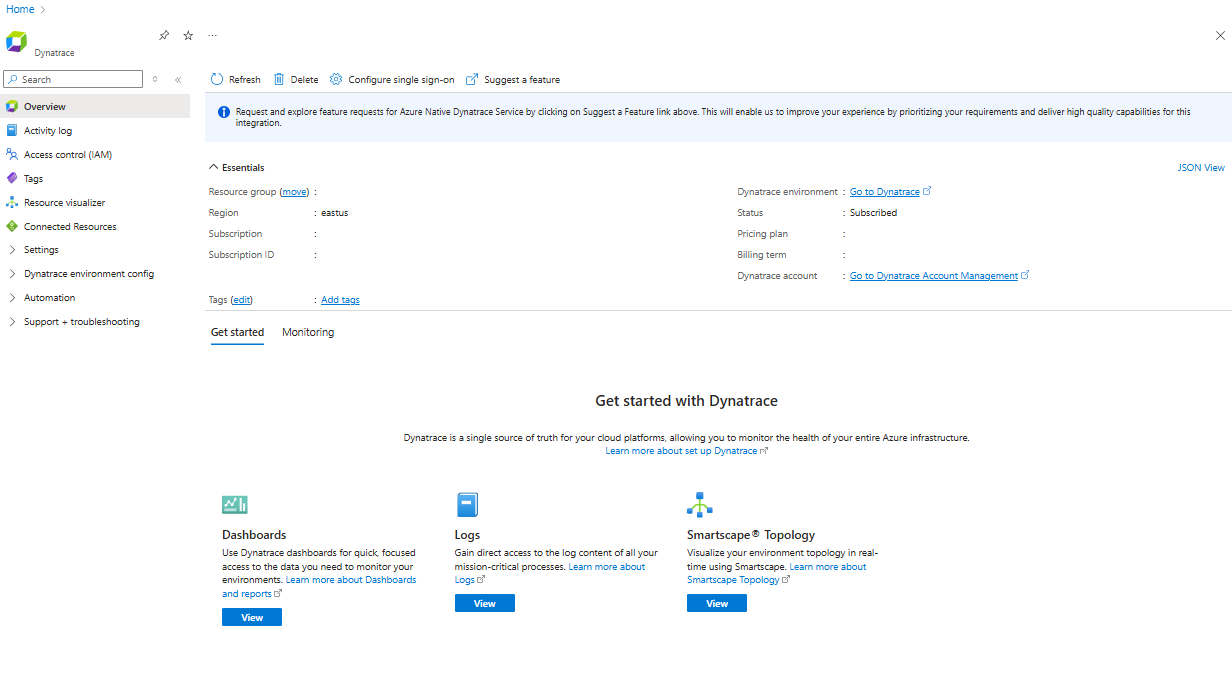 Home
Dynatrace
Search
Refresh Delete Configure single sign-on Suggest a feature
Overview
Activity log
Access control (IAM)
Tags
Resource visualizer
Connected Resources
Settings
Dynatrace environment config
Automation
Support + troubleshooting
Request and explore feature requests for Azure Native Dynatrace Service by clicking on Suggest a Feature link above. This will enable us to improve your experience by prioritizing your requirements and deliver high quality capabilities for this
integration.
Essentials
JSON View
Resource group (move) :
Region : eastus
Subscription :
Subscription ID :
Tags (edit) : Add tags
Dynatrace environment : Go to Dynatrace
Status : Subscribed
Pricing plan :
Billing term :
Dynatrace account : Go to Dynatrace Account Management
Get started Monitoring
Get started with Dynatrace
Dynatrace is a single source of truth for your cloud platforms, allowing you to monitor the health of your entire Azure infrastructure.
Learn more about set up Dynatrace
Dashboards
Use Dynatrace dashboards for quick, focused
access to the data you need to monitor your
environments. Learn more about Dashboards
and reports
View
Logs
Gain direct access to the log content of all your
mission-critical processes. Learn more about
Logs
View
Smartscape® Topology
Visualize your environment topology in real-
time using Smartscape. Learn more about
Smartscape Topology
View